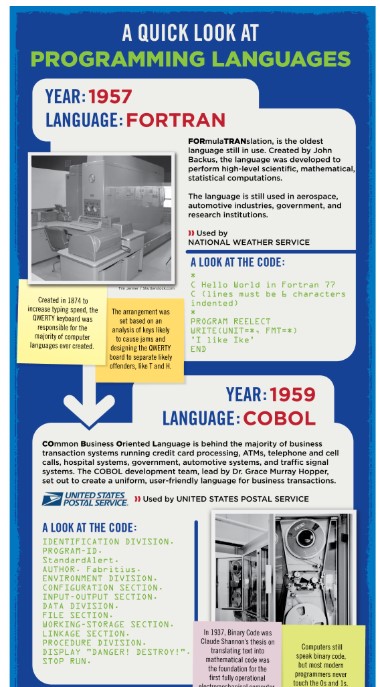 A QUICK LOOK AT
PROGRAMMING LANGUAGES
YEAR: 1957
LANGUAGE: FORTRAN
FORmulaTRANslation, is the oldest
language still in use. Created by John
Backus, the language was developed to
perform high-level scientific, mathematical,
statistical computations.
The language is still used in aerospace,
automotive industries, government, and
research institutions.
» Used by
NATIONAL WEATHER SERVICE
A LOOK AT THE CODE:
*
C Hello World in Fortran 77
C (lines must be 6 characters
indented)
*
PROGRAM REELECT
WRITE(UNIT=*, FMT=*)
'I like Ike'
END
Created in 1874 to
increase typing speed, the
QWERTY keyboard was
responsible for the
majority of computer
languages ever created.
The arrangement was
set based on an
analysis of keys likely
to cause jams and
designing the QWERTY
board to separate likely
offenders, like T and H.
YEAR: 1959
LANGUAGE: COBOL
COmmon Business Oriented Language is behind the majority of business
transaction systems running credit card processing, ATMs, telephone and cell
calls, hospital systems, government, automotive systems, and traffic signal
systems. The COBOL development team, lead by Dr. Grace Murray Hopper,
set out to create a uniform, user-friendly language for business transactions.
UNITED STATES
POSTAL SERVICE.
» Used by UNITED STATES POSTAL SERVICE
A LOOK AT THE CODE:
IDENTIFICATION DIVISION.
PROGRAM-ID.
StandardAlert.
AUTHOR. Fabritius.
ENVIRONMENT DIVISION.
CONFIGURATION SECTION.
INPUT-OUTPUT SECTION.
DATA DIVISION.
FILE SECTION.
WORKING-STORAGE SECTION.
LINKAGE SECTION.
PROCEDURE DIVISION.
DISPLAY "DANGER! DESTROY!".
STOP RUN.
In 1937, Binary Code was
Claude Shannon's thesis on
translating text into
mathematical code was
the foundation for the
first fully operational
Computers still
speak binary code,
but most modern
programmers never
touch the 0s and 1s.